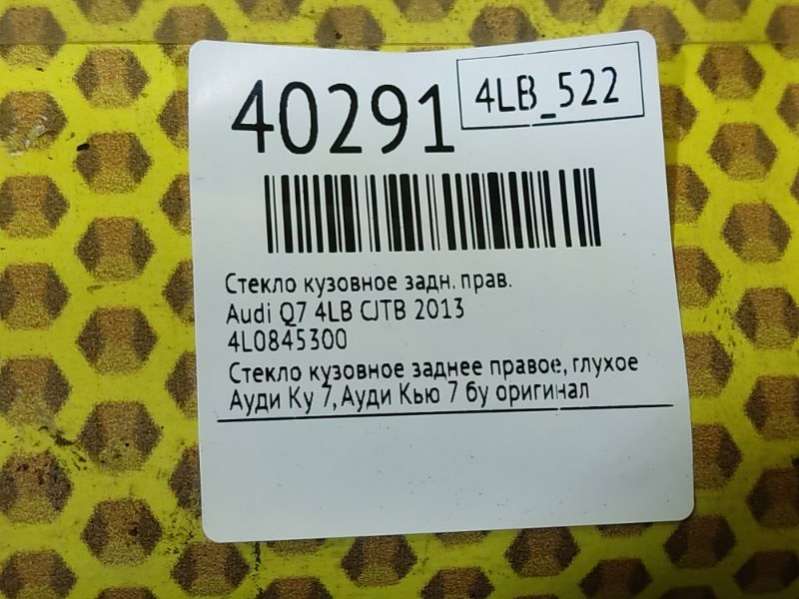 40291
4LB_522
Стекло кузовное задн. прав.
Audi Q7 4LB CJTB 2013
4L0845300
Стекло кузовное заднее правое, глухое
Ауди Ку 7,Ауди Кью 7 бу оригинал